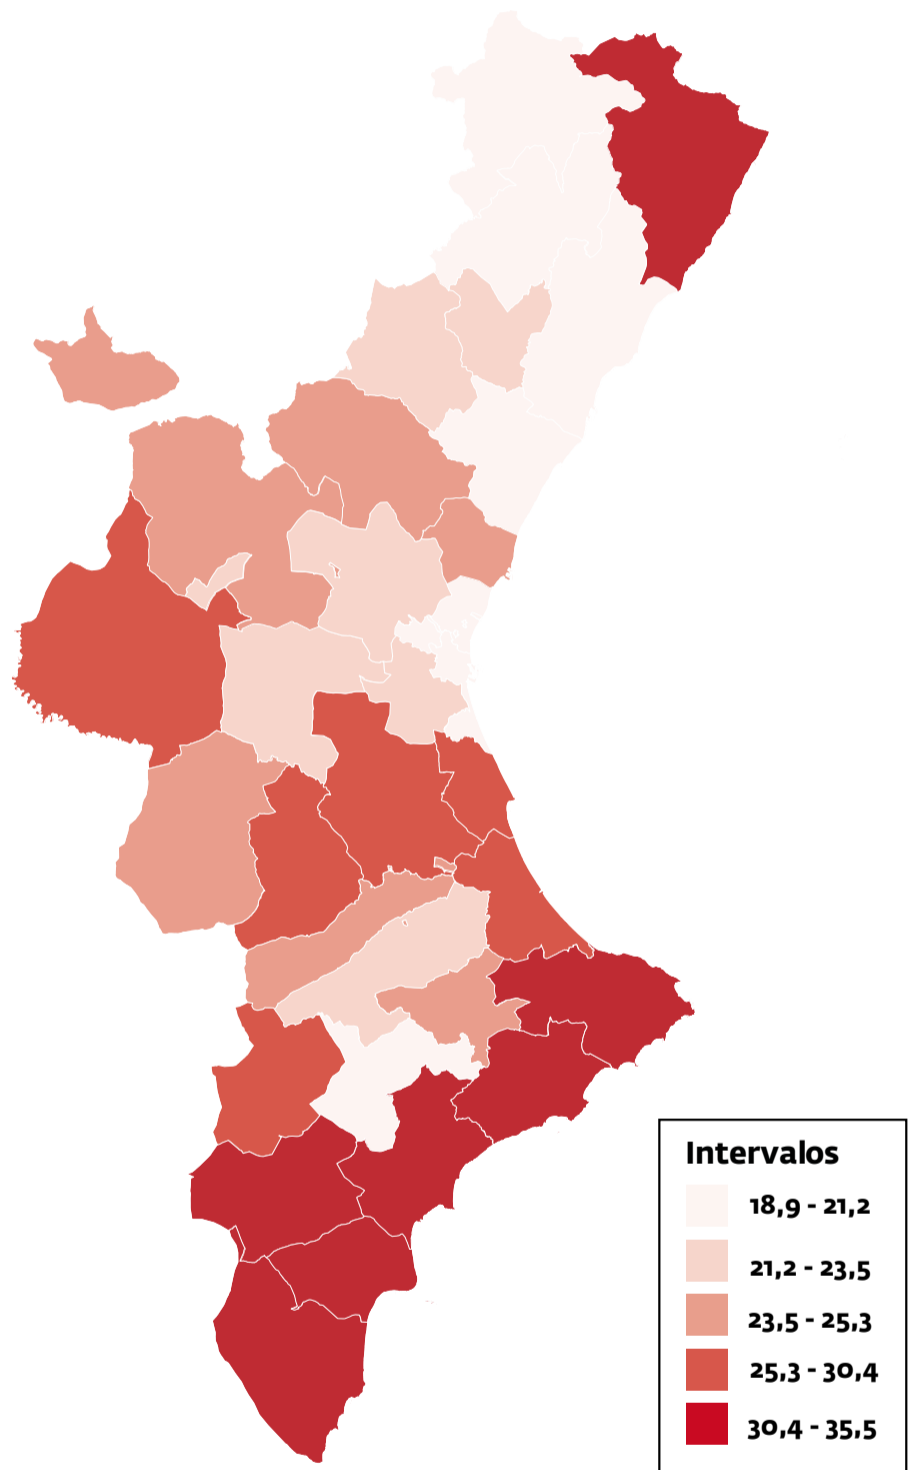 Intervalos
18,9 - 21,2
21,2 - 23,5
23,5 - 25,3
25,3 - 30,4
30,4 - 35,5